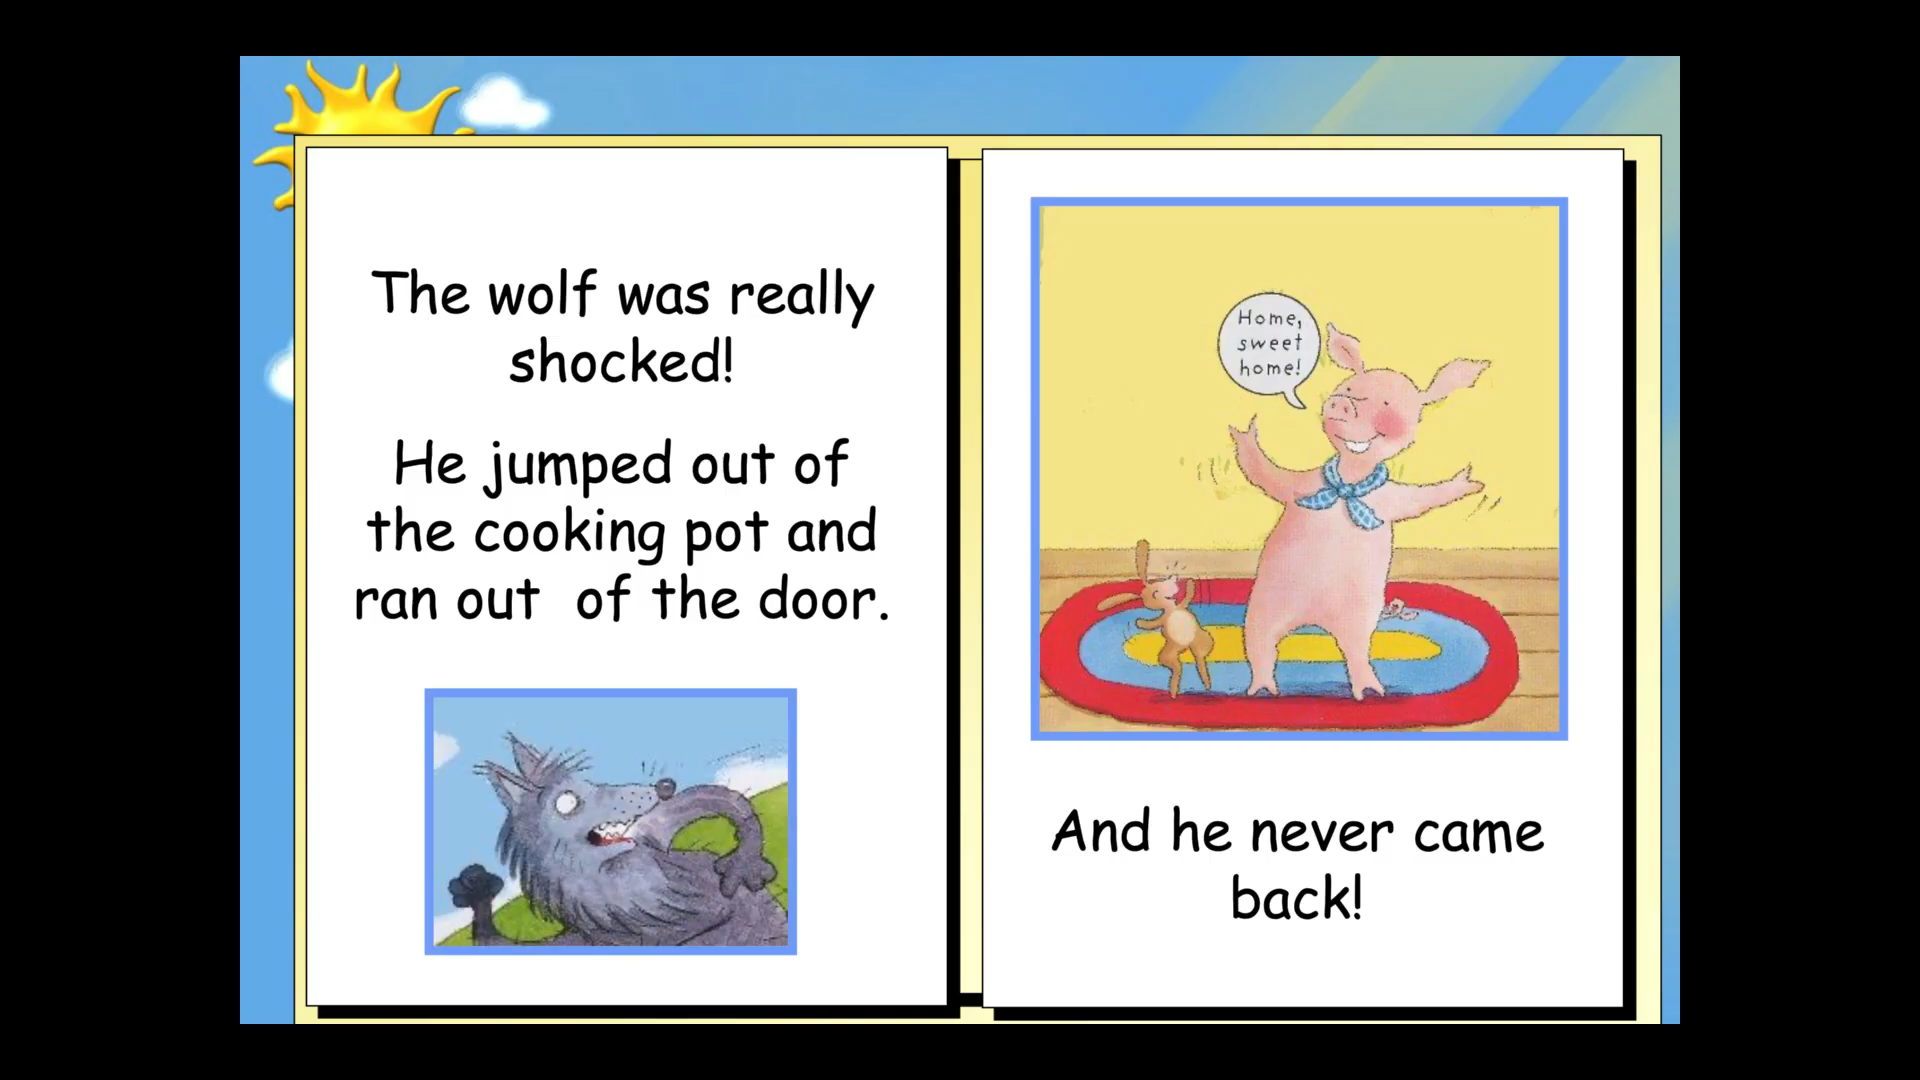 The wolf was really
shocked!
He jumped out of
the cooking pot and
ran out  of the door.
Home,
sweet
home!
And he never came
back!